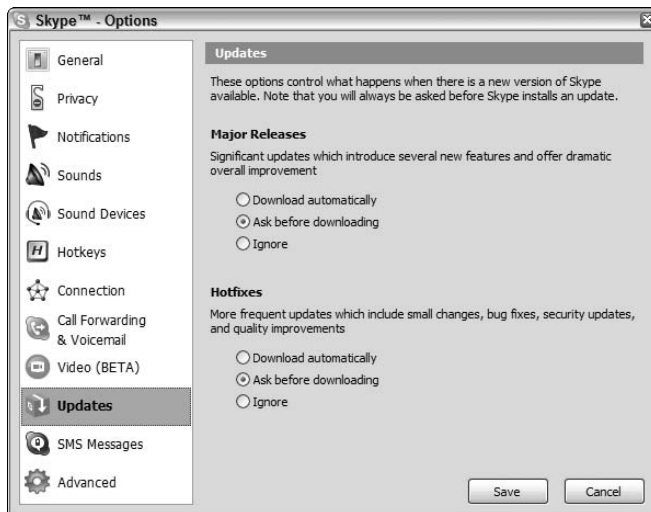 Skype™ - Options
General
Privacy
Notifications
Sounds
Sound Devices
Hotkeys
Connection
Call Forwarding
& Voicemail
Video (BETA)
Updates
SMS Messages
Advanced
Updates
These options control what happens when there is a new version of Skype
available. Note that you will always be asked before Skype installs an update.
Major Releases
Significant updates which introduce several new features and offer dramatic
overall improvement
Download automatically
Ask before downloading
Ignore
Hotfixes
More frequent updates which include small changes, bug fixes, security updates,
and quality improvements
Download automatically
Ask before downloading
Ignore
Save
Cancel